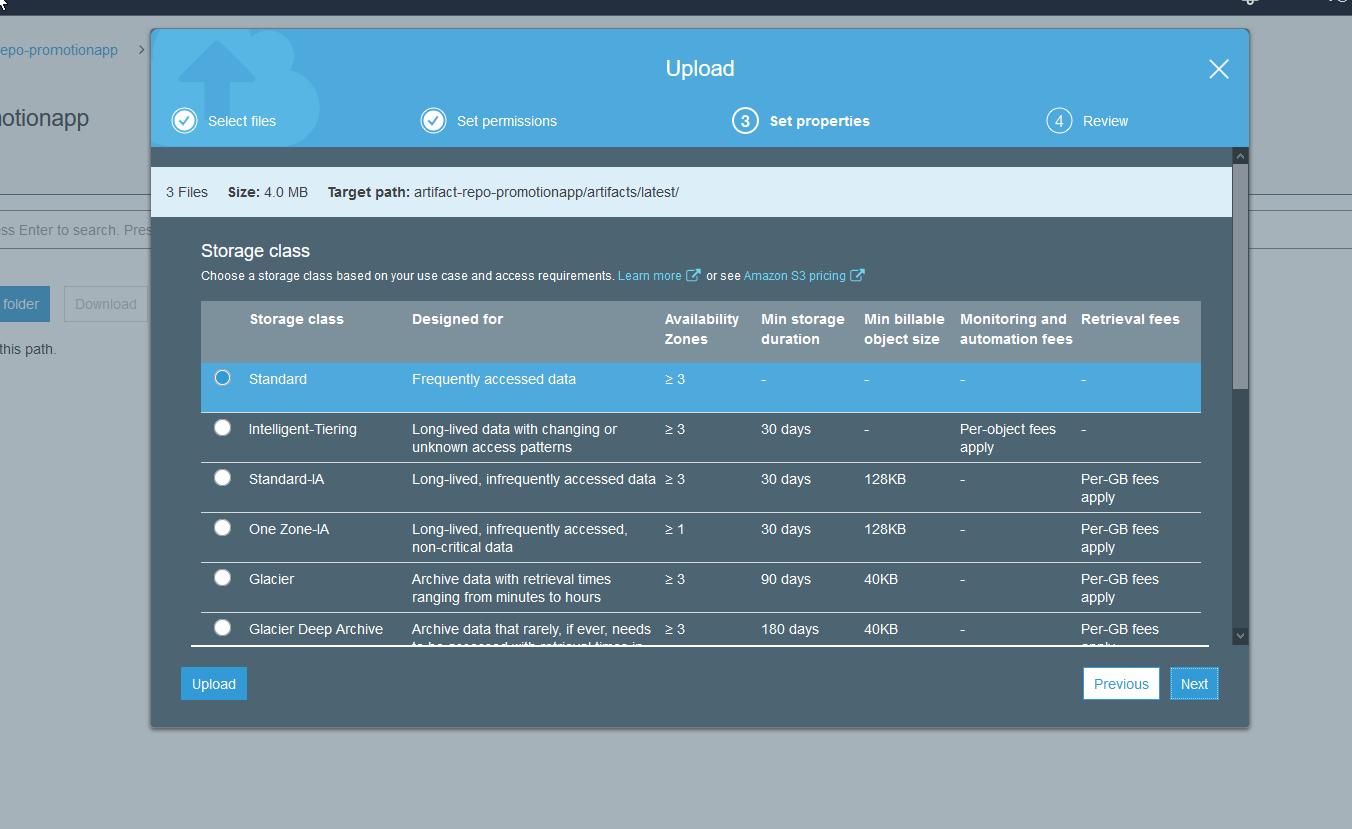 epo-promotionapp
otionapp
ss Enter to search. Pres
folder
Download
this path.
Upload
Select files
Set permissions
3 Set properties
4 Review
3 Files Size: 4.0 MB Target path: artifact-repo-promotionapp/artifacts/latest/
Storage class
Choose a storage class based on your use case and access requirements. Learn more or see Amazon S3 pricing
Storage class Designed for Availability Zones Min storage duration Min billable object size Monitoring and automation fees Retrieval fees
Standard Frequently accessed data ≥ 3 - - - -
Intelligent-Tiering Long-lived data with changing or unknown access patterns ≥ 3 30 days - Per-object fees apply -
Standard-IA Long-lived, infrequently accessed data ≥ 3 30 days 128KB - Per-GB fees apply
One Zone-IA Long-lived, infrequently accessed, non-critical data ≥ 1 30 days 128KB - Per-GB fees apply
Glacier Archive data with retrieval times ranging from minutes to hours ≥ 3 90 days 40KB - Per-GB fees apply
Glacier Deep Archive Archive data that rarely, if ever, needs ≥ 3 180 days 40KB - Per-GB fees
Upload
Previous
Next